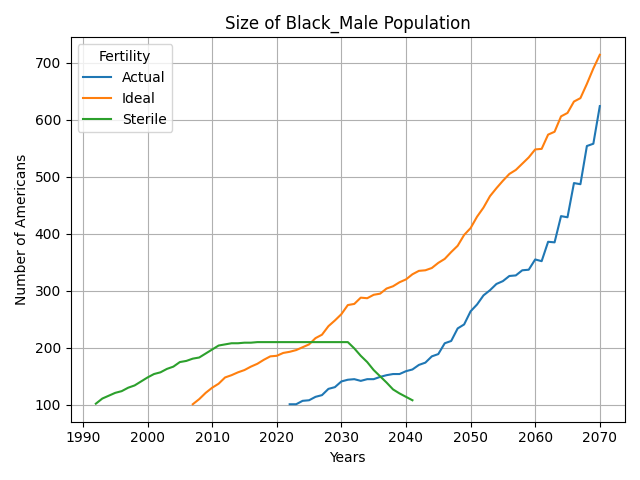 Size of Black_Male Population
Fertility
Actual
Ideal
Sterile
Number of Americans
700
600
500
400
300
200
100
1990 2000 2010 2020 2030 2040 2050 2060 2070
Years